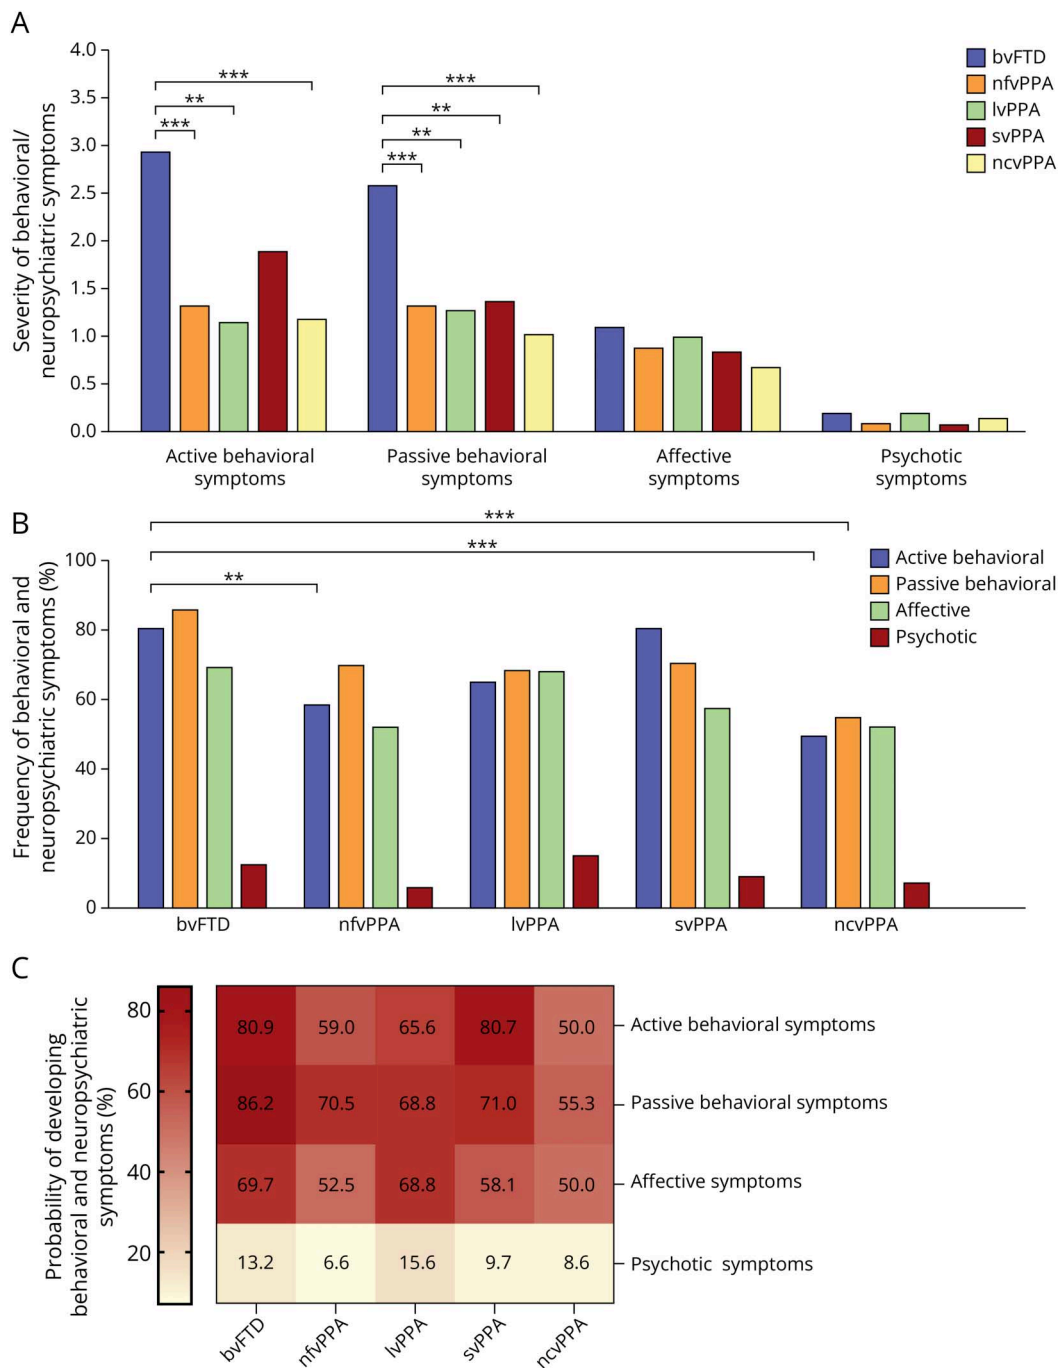 A
Severity of behavioral/
neuropsychiatric symptoms
4.0
3.5
3.0
2.5
2.0
1.5
1.0
0.5
0.0
***
**
***
***
**
**
***
bvFTD
nfvPPA
lvPPA
svPPA
ncvPPA
Active behavioral
symptoms
Passive behavioral
symptoms
Affective
symptoms
Psychotic
symptoms
B
Frequency of behavioral and
neuropsychiatric symptoms (%)
100
80
60
40
20
0
***
***
**
Active behavioral
Passive behavioral
Affective
Psychotic
bvFTD nfvPPA lvPPA svPPA ncvPPA
C
Probability of developing
behavioral and neuropsychiatric
symptoms (%)
80
60
40
20
80.9 59.0 65.6 80.7 50.0 Active behavioral symptoms
86.2 70.5 68.8 71.0 55.3 Passive behavioral symptoms
69.7 52.5 68.8 58.1 50.0 Affective symptoms
13.2 6.6 15.6 9.7 8.6 Psychotic symptoms
bvFTD nfvPPA lvPPA svPPA ncvPPA